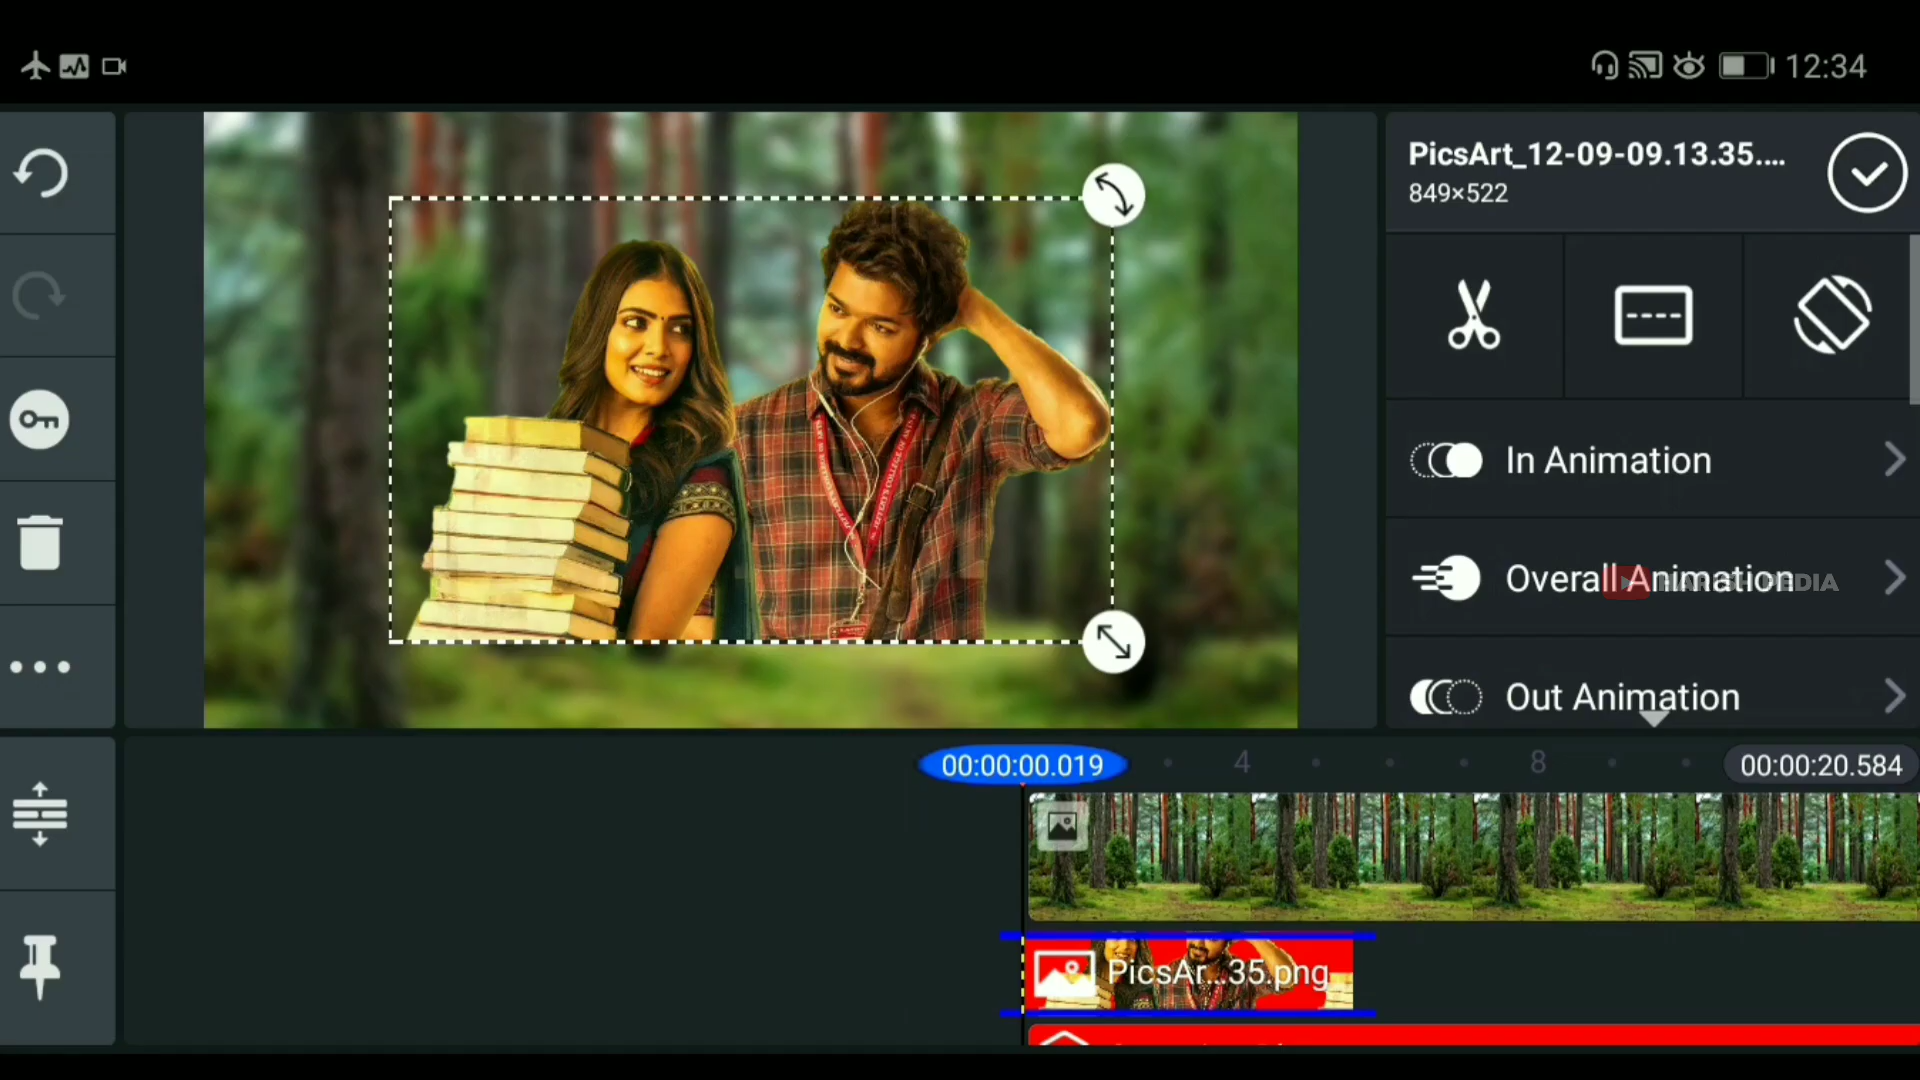 12:34
PicsArt_12-09-09.13.35....
849×522
In Animation
Overall Animation
Out Animation
00:00:00.019
4
8
00:00:20.584
PicsAr...35.png